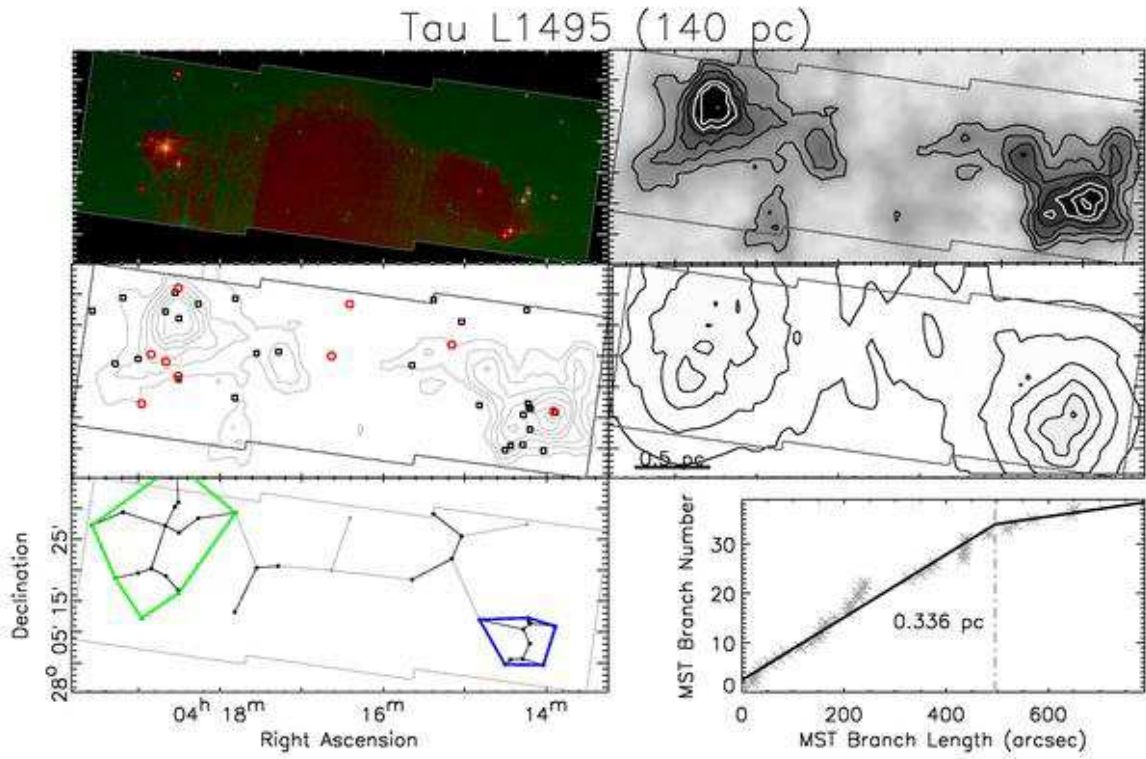 Tau L1495 (140 pc)
0.5 pc
Declination
25'
15
05'
28°
04h 18m
16m
14m
Right Ascension
MST Branch Number
30
20
10
0
0.336 pc
0
200
400
600
MST Branch Length (arcsec)